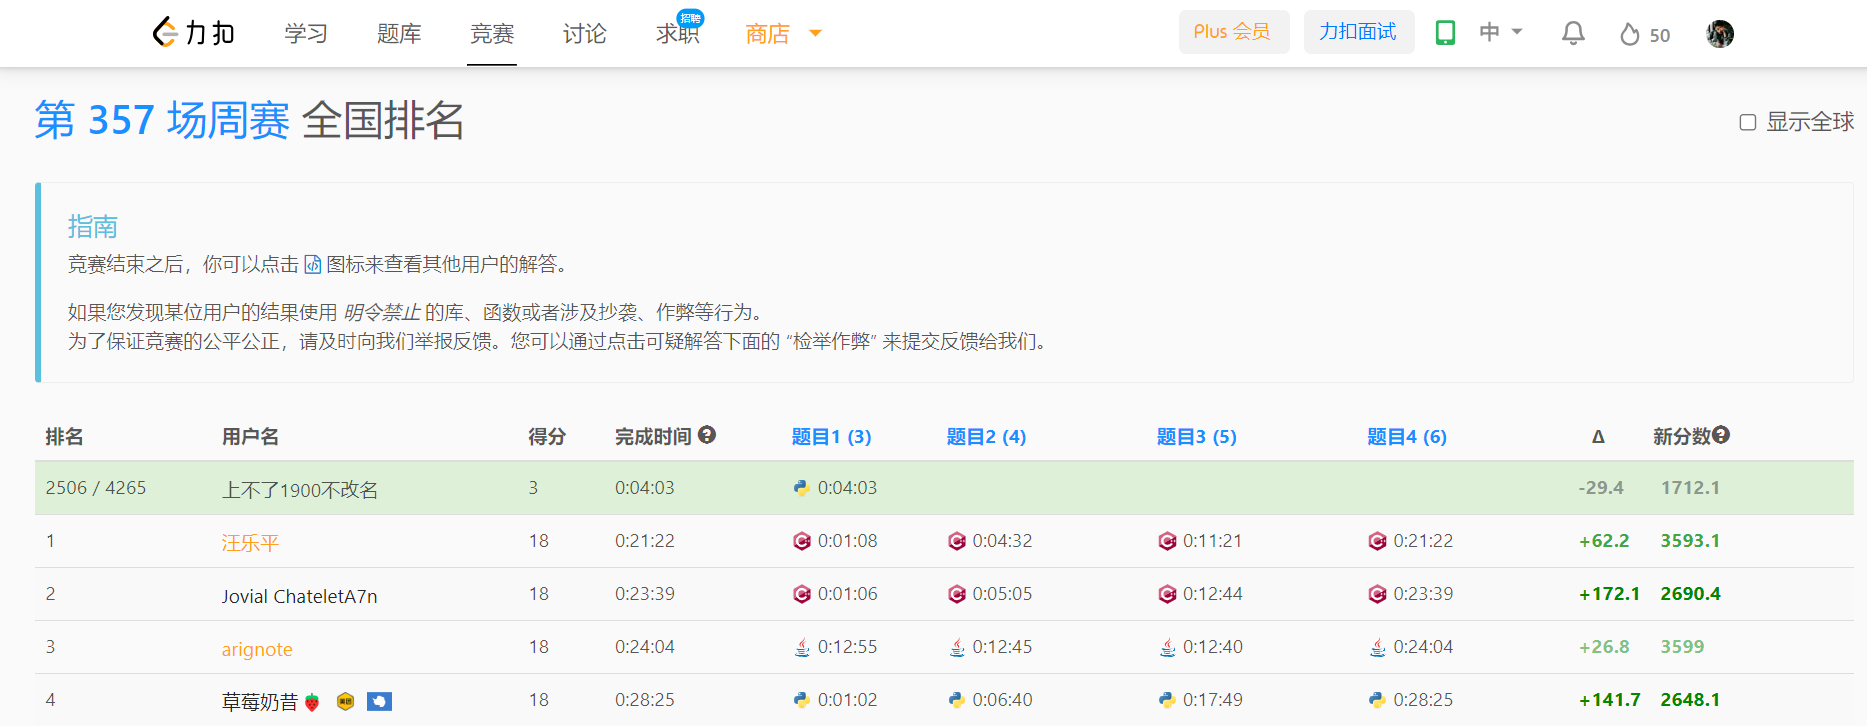 力扣 学习 题库 竞赛 讨论 求职 招聘 商店 Plus 会员 力扣面试 中 50
第 357 场周赛 全国排名 显示全球
指南
竞赛结束之后，你可以点击 图标来查看其他用户的解答。
如果您发现某位用户的结果使用 明令禁止 的库、函数或者涉及抄袭、作弊等行为。
为了保证竞赛的公平公正，请及时向我们举报反馈。您可以通过点击可疑解答下面的 “检举作弊” 来提交反馈给我们。
排名 用户名 得分 完成时间 题目1 (3) 题目2 (4) 题目3 (5) 题目4 (6) Δ 新分数
2506 / 4265 上不了1900不改名 3 0:04:03 0:04:03 -29.4 1712.1
1 汪乐平 18 0:21:22 0:01:08 0:04:32 0:11:21 0:21:22 +62.2 3593.1
2 Jovial ChateletA7n 18 0:23:39 0:01:06 0:05:05 0:12:44 0:23:39 +172.1 2690.4
3 arignote 18 0:24:04 0:12:55 0:12:45 0:12:40 0:24:04 +26.8 3599
4 草莓奶昔 美团 18 0:28:25 0:01:02 0:06:40 0:17:49 0:28:25 +141.7 2648.1